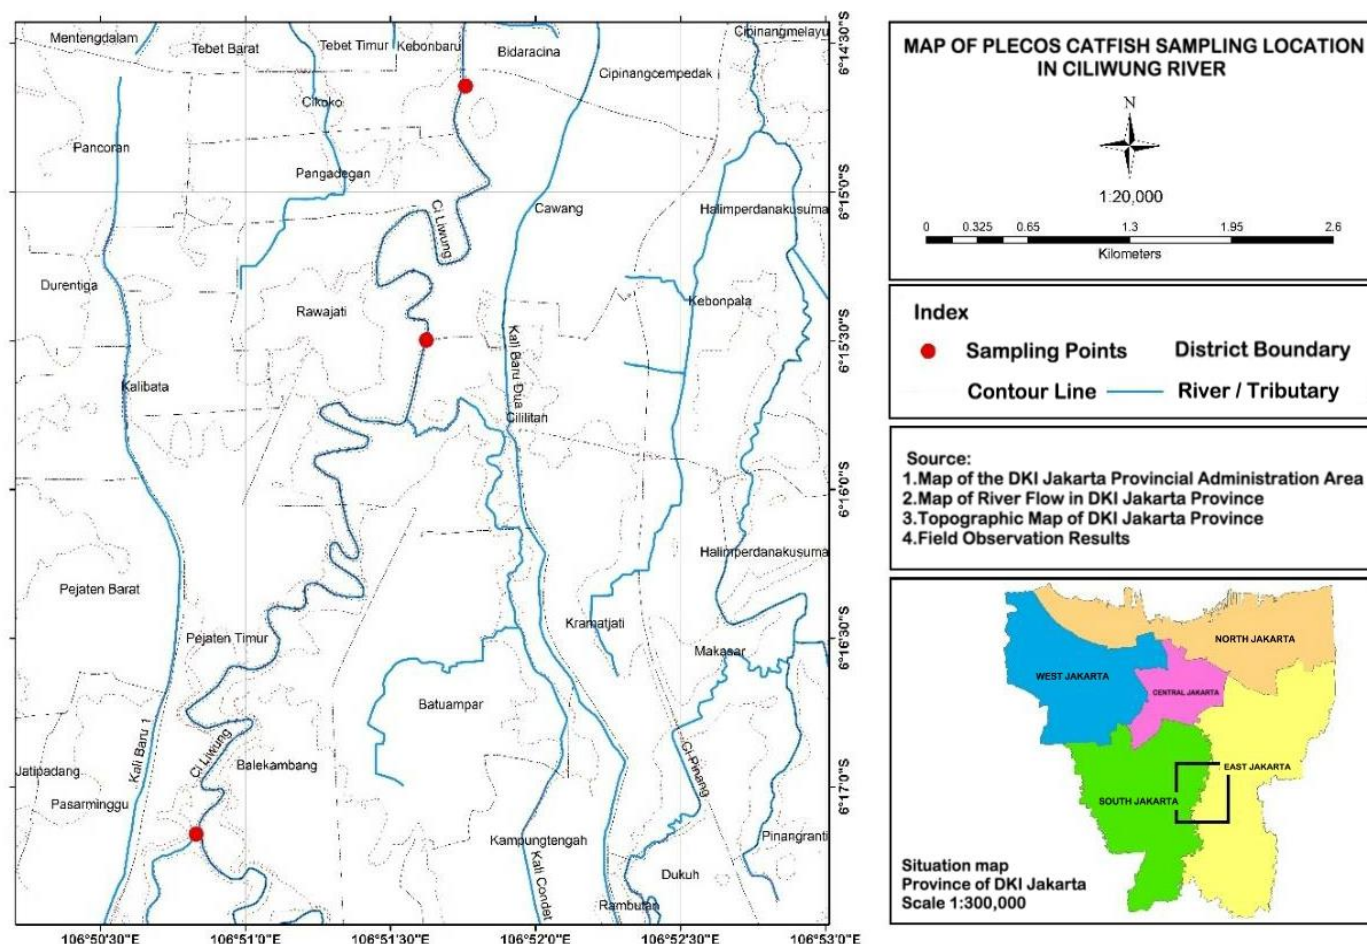 Mentengdalam
Tebet Barat
Tebet Timur
Kebonbaru
Bidaracina
Cipinangmelayu
Cipinangcempedak
Cikoko
Pancoran
Pangadegan
Ci Liwung
Cawang
Halimperdanakusuma
Durentiga
Rawajati
Kebonpala
Kali Baru Dua
Kalibata
Cililitan
Halimperdanakusuma
Pejaten Barat
Kramatjati
Pejaten Timur
Makasar
Batuampar
Kali Baru 1
Ci Liwung
Balekambang
Ci Pinang
Jatipadang
Pasarminggu
Kampungtengah
Pinangranti
Kali Condet
Dukuh
Rambutan
6°14'30"S
6°15'0"S
6°15'30"S
6°16'0"S
6°16'30"S
6°17'0"S
106°50'30"E
106°51'0"E
106°51'30"E
106°52'0"E
106°52'30"E
106°53'0"E
MAP OF PLECOS CATFISH SAMPLING LOCATION
IN CILIWUNG RIVER
N
1:20,000
0 0.325 0.65 1.3 1.95 2.6
Kilometers
Index
Sampling Points District Boundary
Contour Line River / Tributary
Source:
1.Map of the DKI Jakarta Provincial Administration Area
2.Map of River Flow in DKI Jakarta Province
3.Topographic Map of DKI Jakarta Province
4.Field Observation Results
NORTH JAKARTA
WEST JAKARTA
CENTRAL JAKARTA
EAST JAKARTA
SOUTH JAKARTA
Situation map
Province of DKI Jakarta
Scale 1:300,000